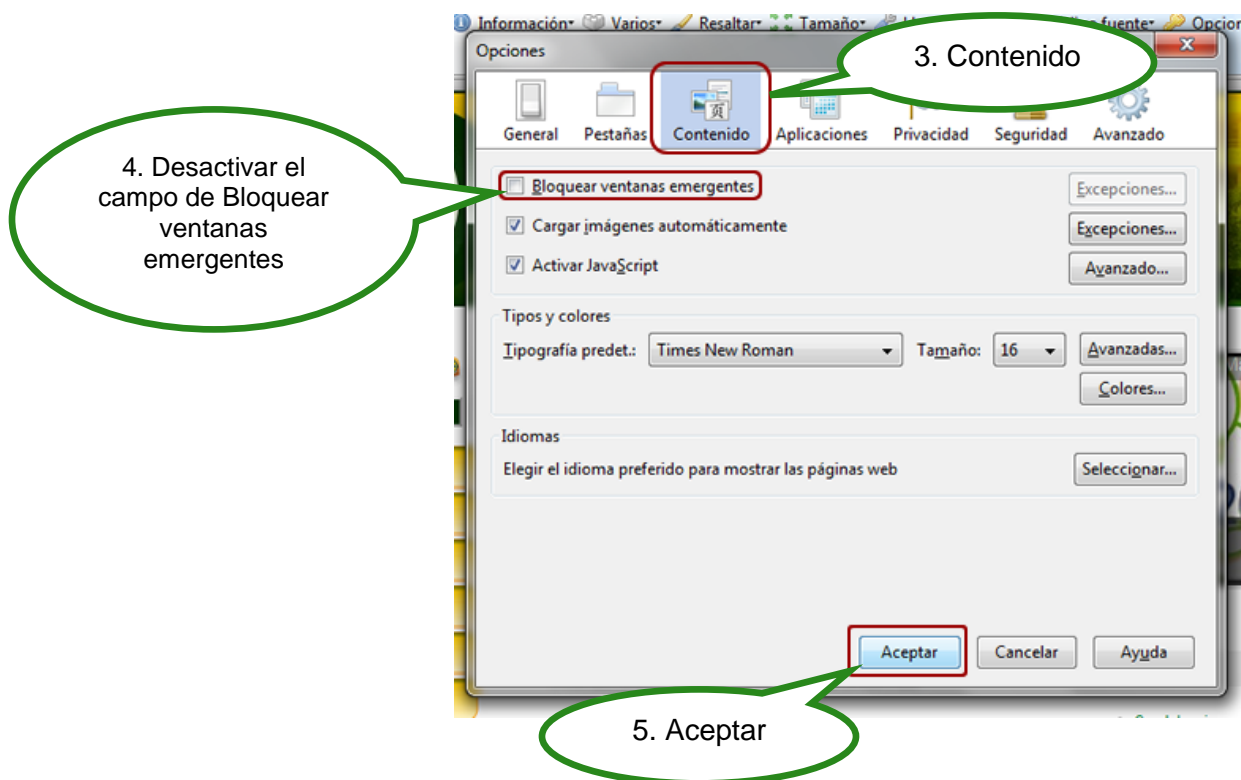 Información Varios Resaltar Tamaño fuente Opcion
Opciones
3. Contenido
General Pestañas Contenido Aplicaciones Privacidad Seguridad Avanzado
4. Desactivar el
campo de Bloquear
ventanas
emergentes
Bloquear ventanas emergentes Excepciones...
Cargar imágenes automáticamente Excepciones...
Activar JavaScript Avanzado...
Tipos y colores
Tipografía predet.: Times New Roman Tamaño: 16 Avanzadas...
Colores...
Idiomas
Elegir el idioma preferido para mostrar las páginas web Seleccionar...
Aceptar Cancelar Ayuda
5. Aceptar